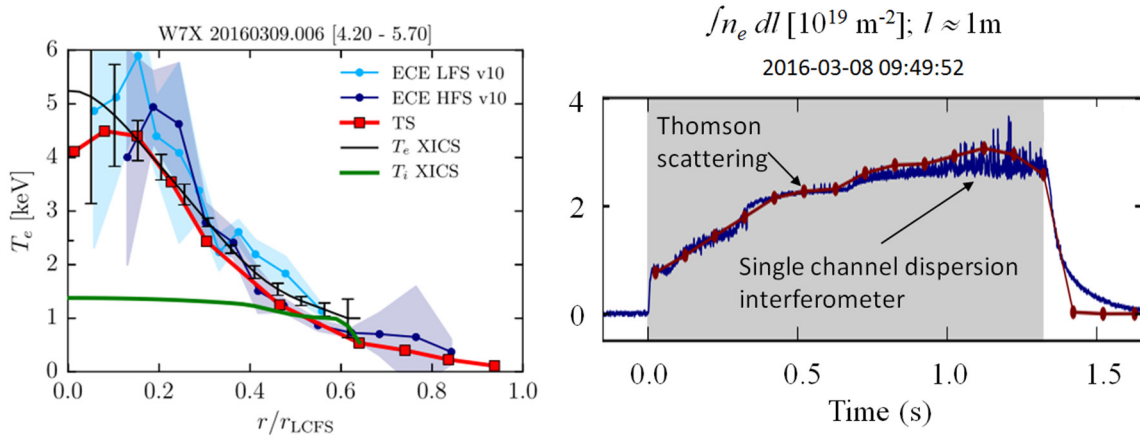 W7X 20160309.006 [4.20 - 5.70]
6
5
4
3
2
1
0
T_e [keV]
ECE LFS v10
ECE HFS v10
TS
T_e XICS
T_i XICS
0.0 0.2 0.4 0.6 0.8 1.0
r/r_LCFS
∫n_e dl [10^19 m^-2]; l ≈ 1m
2016-03-08 09:49:52
4
2
0
Thomson
scattering
Single channel dispersion
interferometer
0.0 0.5 1.0 1.5
Time (s)